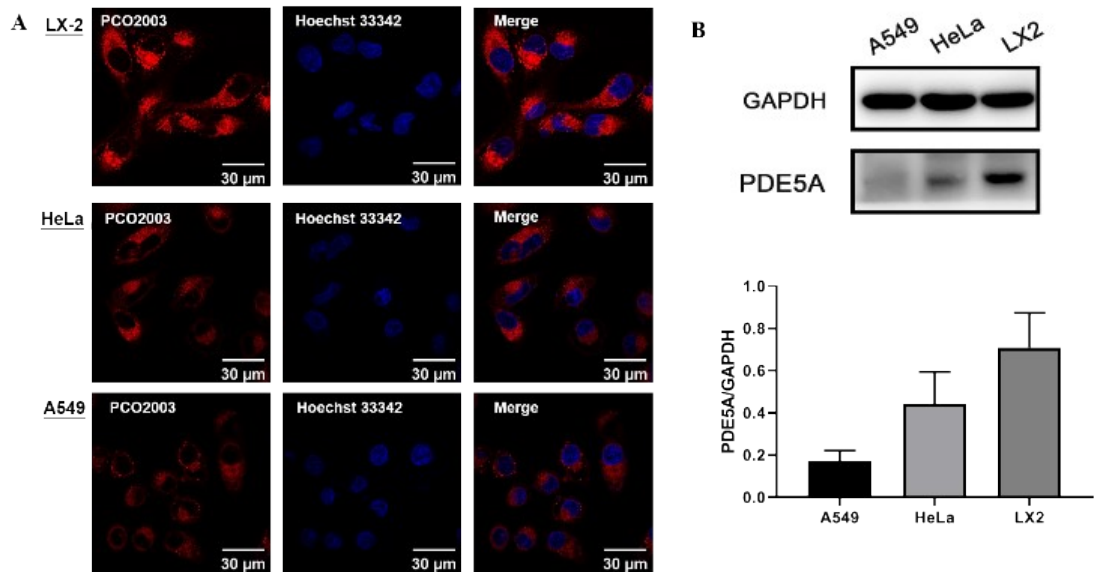 A
LX-2
PCO2003
Hoechst 33342
Merge
30 µm
30 µm
30 µm
HeLa
PCO2003
Hoechst 33342
Merge
30 µm
30 µm
30 µm
A549
PCO2003
Hoechst 33342
Merge
30 µm
30 µm
30 µm
B
A549 HeLa LX2
GAPDH
PDE5A
PDE5A/GAPDH
1.0
0.8
0.6
0.4
0.2
0.0
A549 HeLa LX2